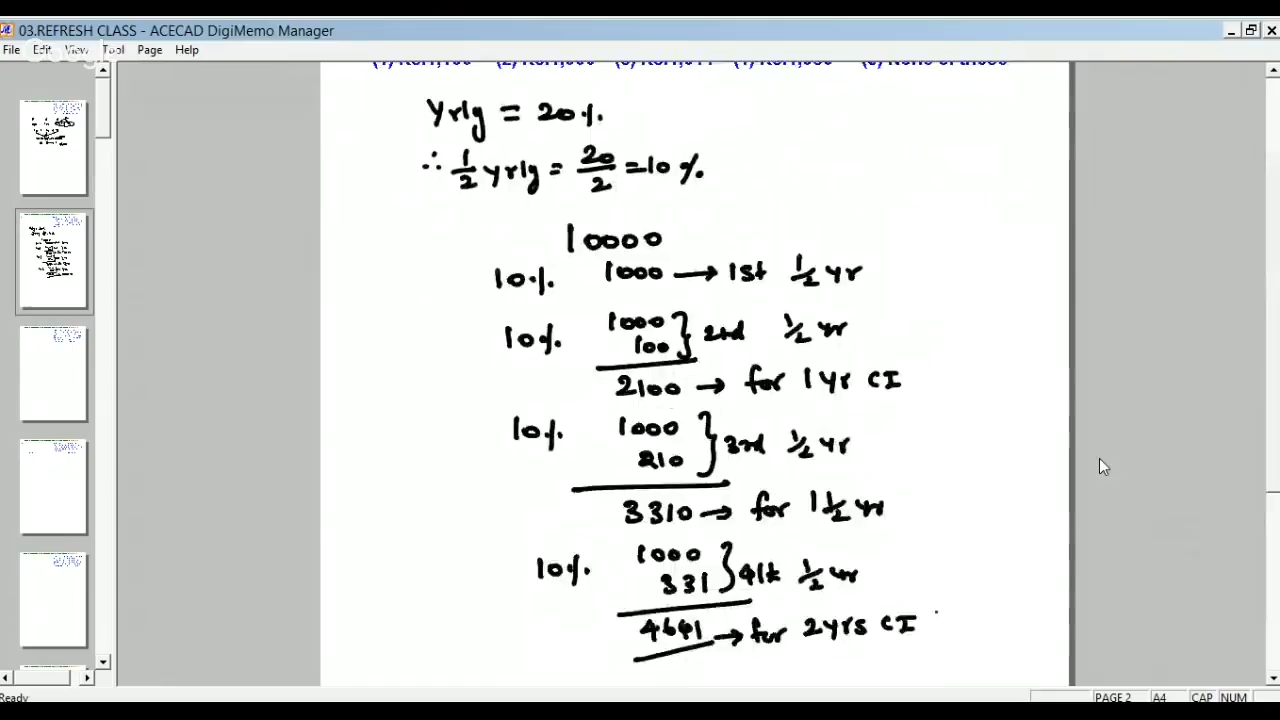 03.REFRESH CLASS - ACECAD DigiMemo Manager
File Edit View Tool Page Help
Google
Yrly = 20%
∴ 1/2 yrly = 20/2 = 10%
10000
10% 1000 → 1st 1/2 yr
10% 1000
100 } 2nd 1/2 yr
2100 → for 1 yr CI
10% 1000
210 } 3rd 1/2 yr
3310 → for 1 1/2 yr
10% 1000
331 } 4th 1/2 yr
4641 → for 2 yrs CI
Ready
PAGE 2 A4 CAP NUM